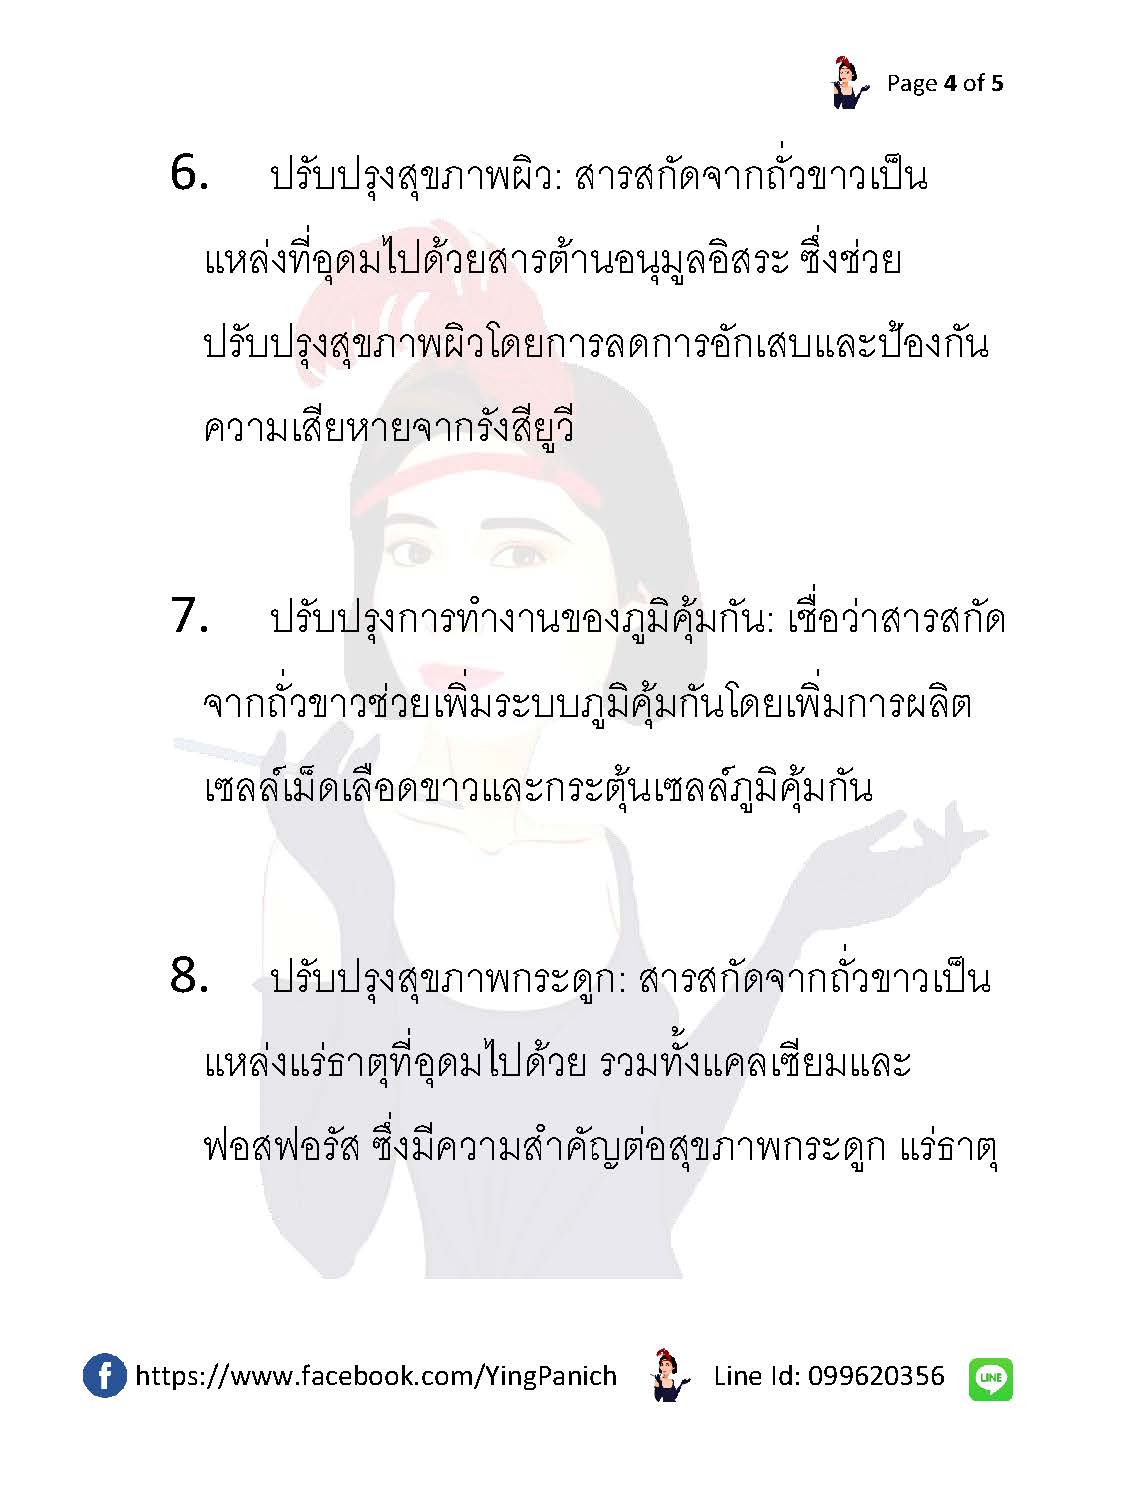 Page 4 of 5
6. ปรับปรุงสุขภาพผิว: สารสกัดจากถั่วขาวเป็น
แหล่งที่อุดมไปด้วยสารต้านอนุมูลอิสระ ซึ่งช่วย
ปรับปรุงสุขภาพผิวโดยการลดการอักเสบและป้องกัน
ความเสียหายจากรังสียูวี
7. ปรับปรุงการทำงานของภูมิคุ้มกัน: เชื่อว่าสารสกัด
จากถั่วขาวช่วยเพิ่มระบบภูมิคุ้มกันโดยเพิ่มการผลิต
เซลล์เม็ดเลือดขาวและกระตุ้นเซลล์ภูมิคุ้มกัน
8. ปรับปรุงสุขภาพกระดูก: สารสกัดจากถั่วขาวเป็น
แหล่งแร่ธาตุที่อุดมไปด้วย รวมทั้งแคลเซียมและ
ฟอสฟอรัส ซึ่งมีความสำคัญต่อสุขภาพกระดูก แร่ธาตุ
https://www.facebook.com/YingPanich Line Id: 099620356 LINE